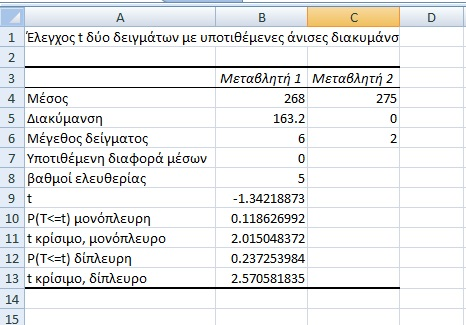 A B C D
1 Έλεγχος t δύο δειγμάτων με υποτιθέμενες άνισες διακυμάνσ
2
3 Μεταβλητή 1 Μεταβλητή 2
4 Μέσος 268 275
5 Διακύμανση 163.2 0
6 Μέγεθος δείγματος 6 2
7 Υποτιθέμενη διαφορά μέσων 0
8 βαθμοί ελευθερίας 5
9 t -1.34218873
10 P(T<=t) μονόπλευρη 0.118626992
11 t κρίσιμο, μονόπλευρο 2.015048372
12 P(T<=t) δίπλευρη 0.237253984
13 t κρίσιμο, δίπλευρο 2.570581835
14
15